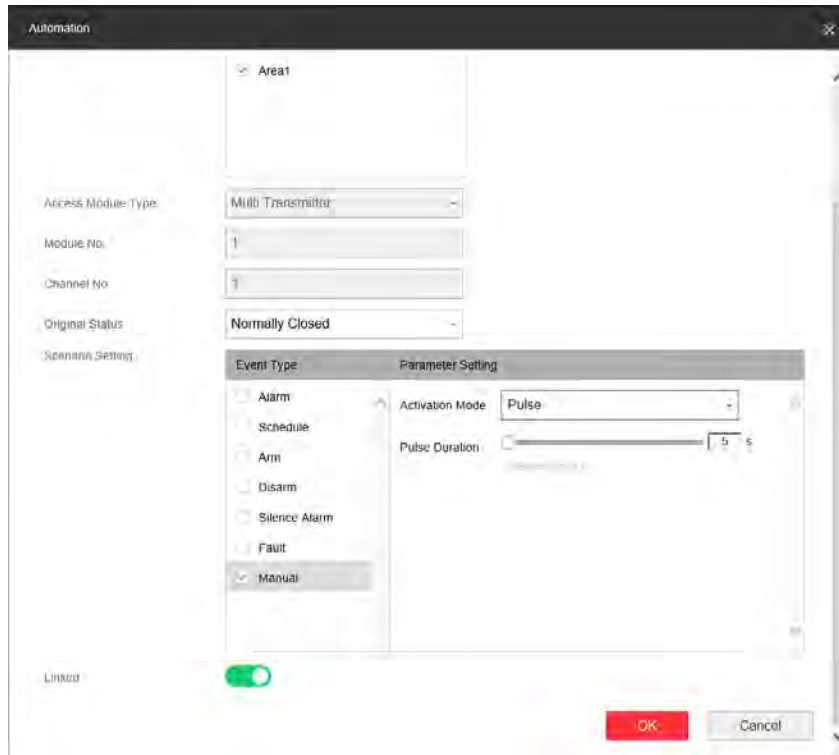 Automation
Area1
Access Module Type
Multi Transmitter
Module No.
1
Channel No
1
Original Status
Normally Closed
Scenario Setting
Event Type
Parameter Setting
Alarm
Activation Mode
Pulse
Schedule
Pulse Duration
5 s
Arm
Disarm
Silence Alarm
Fault
Manual
Linked
OK
Cancel